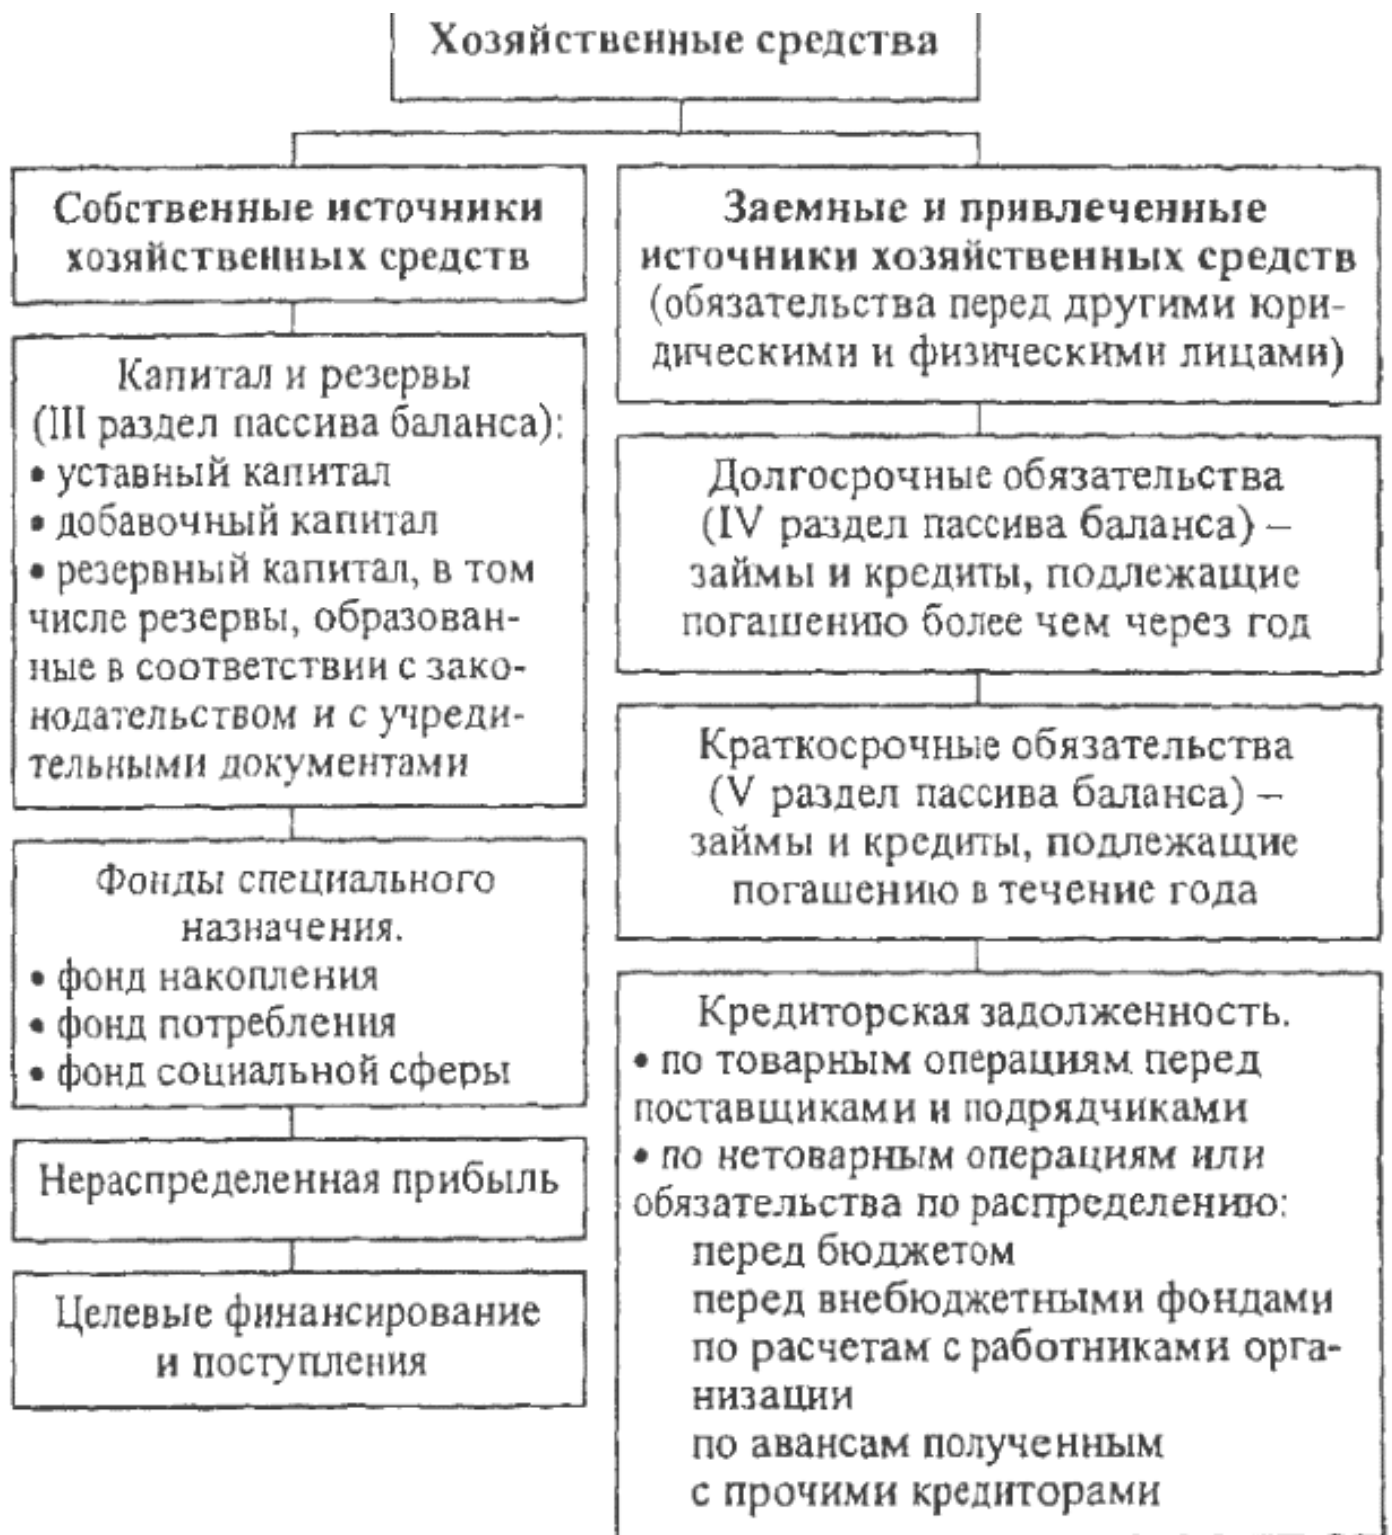 Хозяйственные средства
Собственные источники
хозяйственных средств
Капитал и резервы
(III раздел пассива баланса):
• уставный капитал
• добавочный капитал
• резервный капитал, в том
числе резервы, образован-
ные в соответствии с зако-
нодательством и с учреди-
тельными документами
Фонды специального
назначения.
• фонд накопления
• фонд потребления
• фонд социальной сферы
Нераспределенная прибыль
Целевые финансирование
и поступления
Заемные и привлеченные
источники хозяйственных средств
(обязательства перед другими юри-
дическими и физическими лицами)
Долгосрочные обязательства
(IV раздел пассива баланса) –
займы и кредиты, подлежащие
погашению более чем через год
Краткосрочные обязательства
(V раздел пассива баланса) –
займы и кредиты, подлежащие
погашению в течение года
Кредиторская задолженность.
• по товарным операциям перед
поставщиками и подрядчиками
• по нетоварным операциям или
обязательства по распределению:
перед бюджетом
перед внебюджетными фондами
по расчетам с работниками орга-
низации
по авансам полученным
с прочими кредиторами